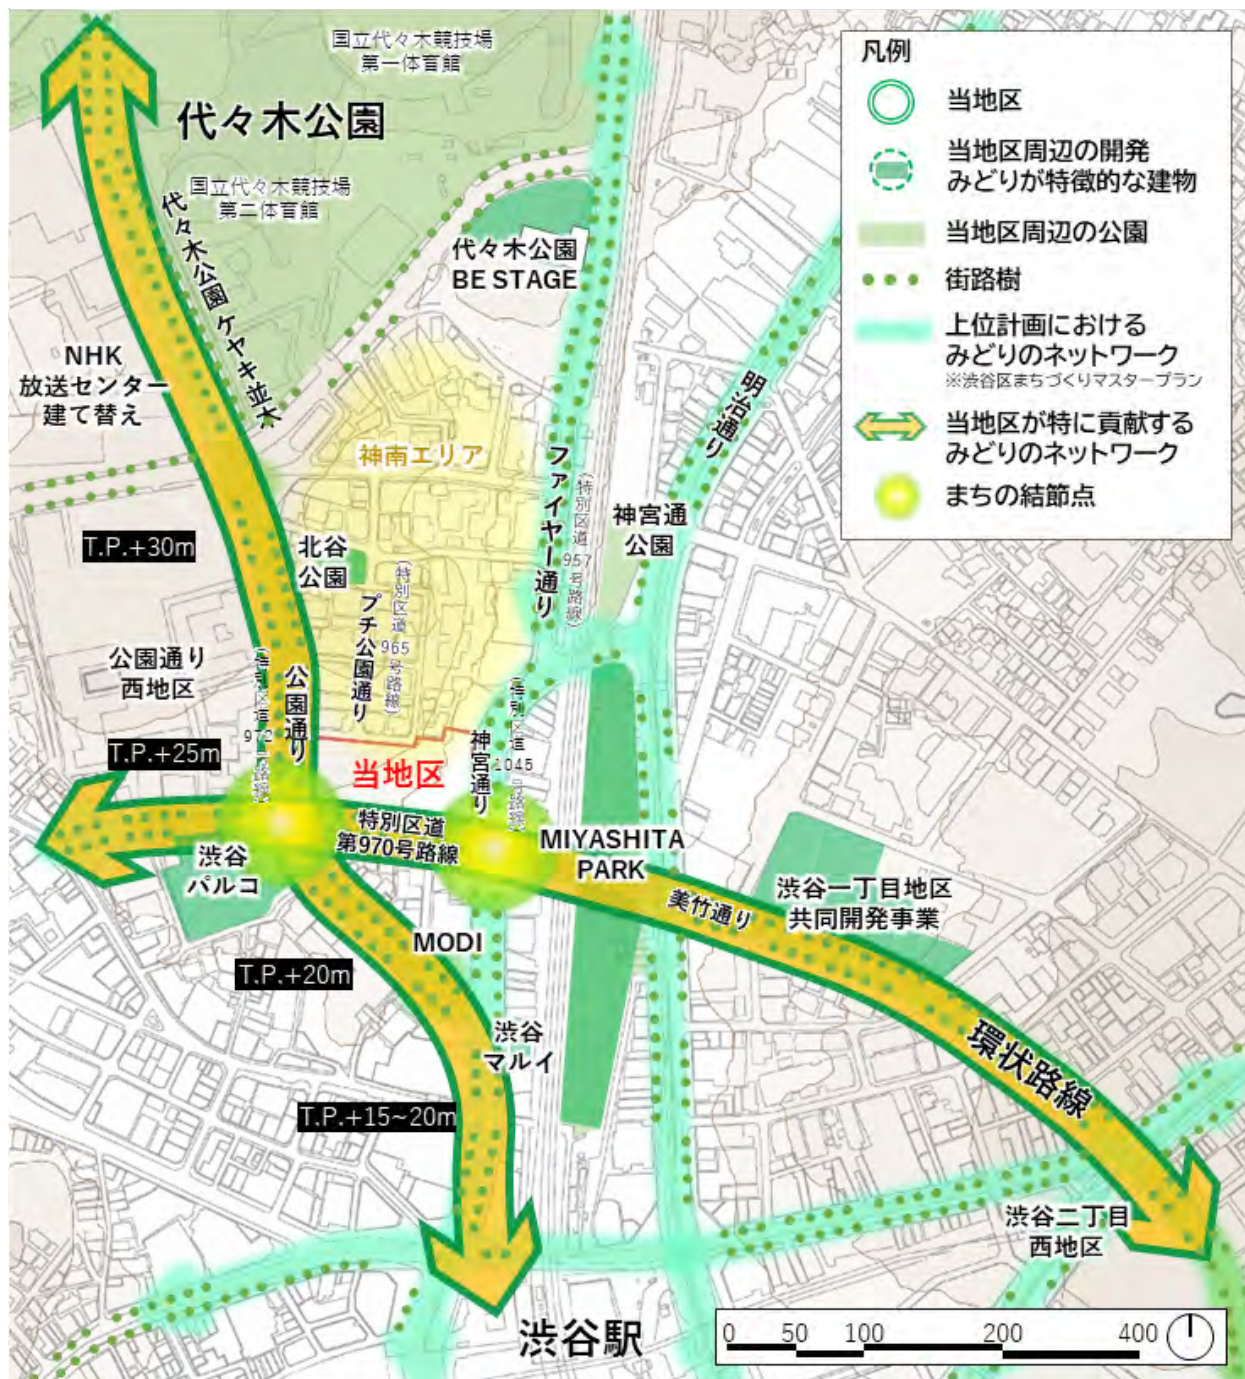 国立代々木競技場
第一体育館
代々木公園
国立代々木競技場
第二体育館
代々木公園ケヤキ並木
代々木公園
BE STAGE
NHK
放送センター
建て替え
神南エリア
ファイヤー通り
(特別区道957号路線)
明治通り
神宮通
公園
T.P.+30m
北谷
公園
プチ公園通り
(特別区道965号路線)
公園通り
西地区
公園通り
(特別区道972号路線)
神宮通り
(特別区道1045号路線)
T.P.+25m
当地区
特別区道
第970号路線
MIYASHITA
PARK
渋谷
パルコ
美竹通り
渋谷一丁目地区
共同開発事業
MODI
T.P.+20m
渋谷
マルイ
環状路線
T.P.+15~20m
渋谷二丁目
西地区
渋谷駅
凡例
当地区
当地区周辺の開発
みどりが特徴的な建物
当地区周辺の公園
街路樹
上位計画における
みどりのネットワーク
※渋谷区まちづくりマスタープラン
当地区が特に貢献する
みどりのネットワーク
まちの結節点
0 50 100 200 400